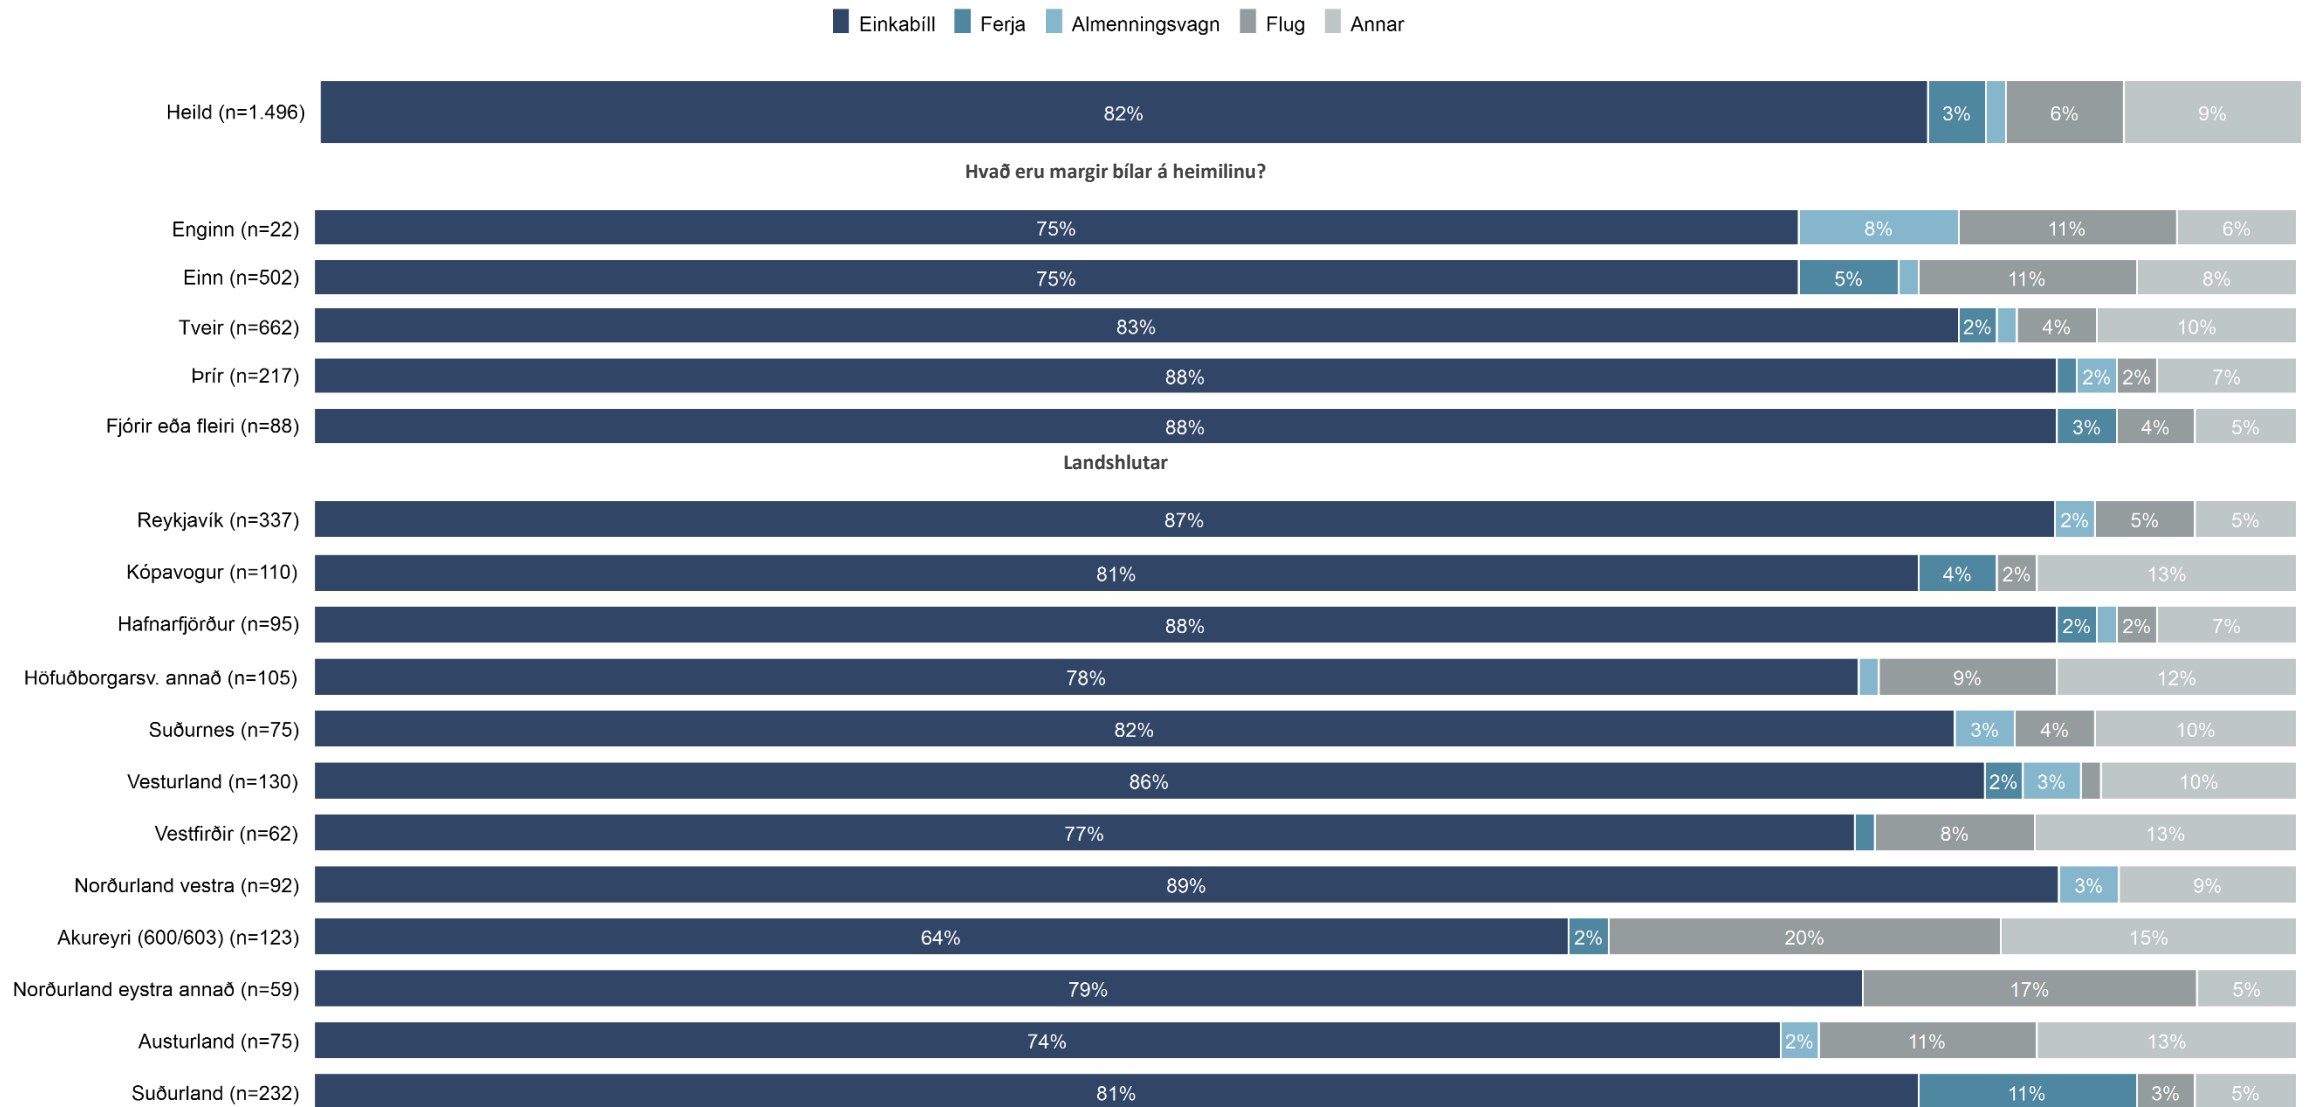 Einkabíll Ferja Almenningsvagn Flug Annar
Heild (n=1.496) 82% 3% 6% 9%
Hvað eru margir bílar á heimilinu?
Enginn (n=22) 75% 8% 11% 6%
Einn (n=502) 75% 5% 11% 8%
Tveir (n=662) 83% 2% 4% 10%
Þrír (n=217) 88% 2% 2% 7%
Fjórir eða fleiri (n=88) 88% 3% 4% 5%
Landshlutar
Reykjavík (n=337) 87% 2% 5% 5%
Kópavogur (n=110) 81% 4% 2% 13%
Hafnarfjörður (n=95) 88% 2% 2% 7%
Höfuðborgarsv. annað (n=105) 78% 9% 12%
Suðurnes (n=75) 82% 3% 4% 10%
Vesturland (n=130) 86% 2% 3% 10%
Vestfirðir (n=62) 77% 8% 13%
Norðurland vestra (n=92) 89% 3% 9%
Akureyri (600/603) (n=123) 64% 2% 20% 15%
Norðurland eystra annað (n=59) 79% 17% 5%
Austurland (n=75) 74% 2% 11% 13%
Suðurland (n=232) 81% 11% 3% 5%